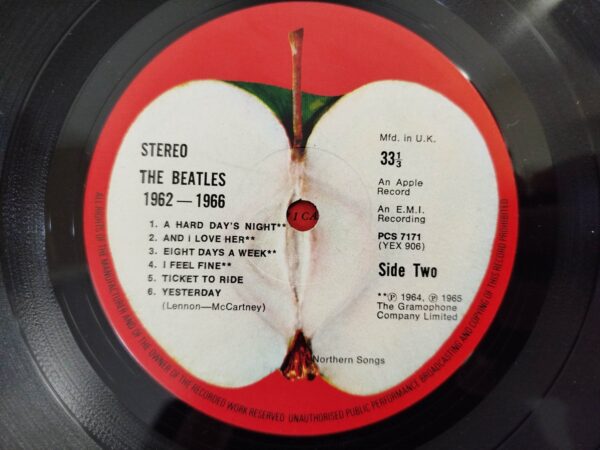 STEREO
THE BEATLES
1962—1966
1. A HARD DAY'S NIGHT**
2. AND I LOVE HER**
3. EIGHT DAYS A WEEK**
4. I FEEL FINE**
5. TICKET TO RIDE
6. YESTERDAY
(Lennon—McCartney)
Mfd. in U.K.
33⅓
An Apple
Record
An E.M.I.
Recording
PCS 7171
(YEX 906)
Side Two
**℗ 1964, ℗ 1965
The Gramophone
Company Limited
Northern Songs
ALL RIGHTS OF THE MANUFACTURER AND OF THE OWNER OF THE RECORDED WORK RESERVED UNAUTHORISED PUBLIC PERFORMANCE BROADCASTING AND COPYING OF THIS RECORD PROHIBITED